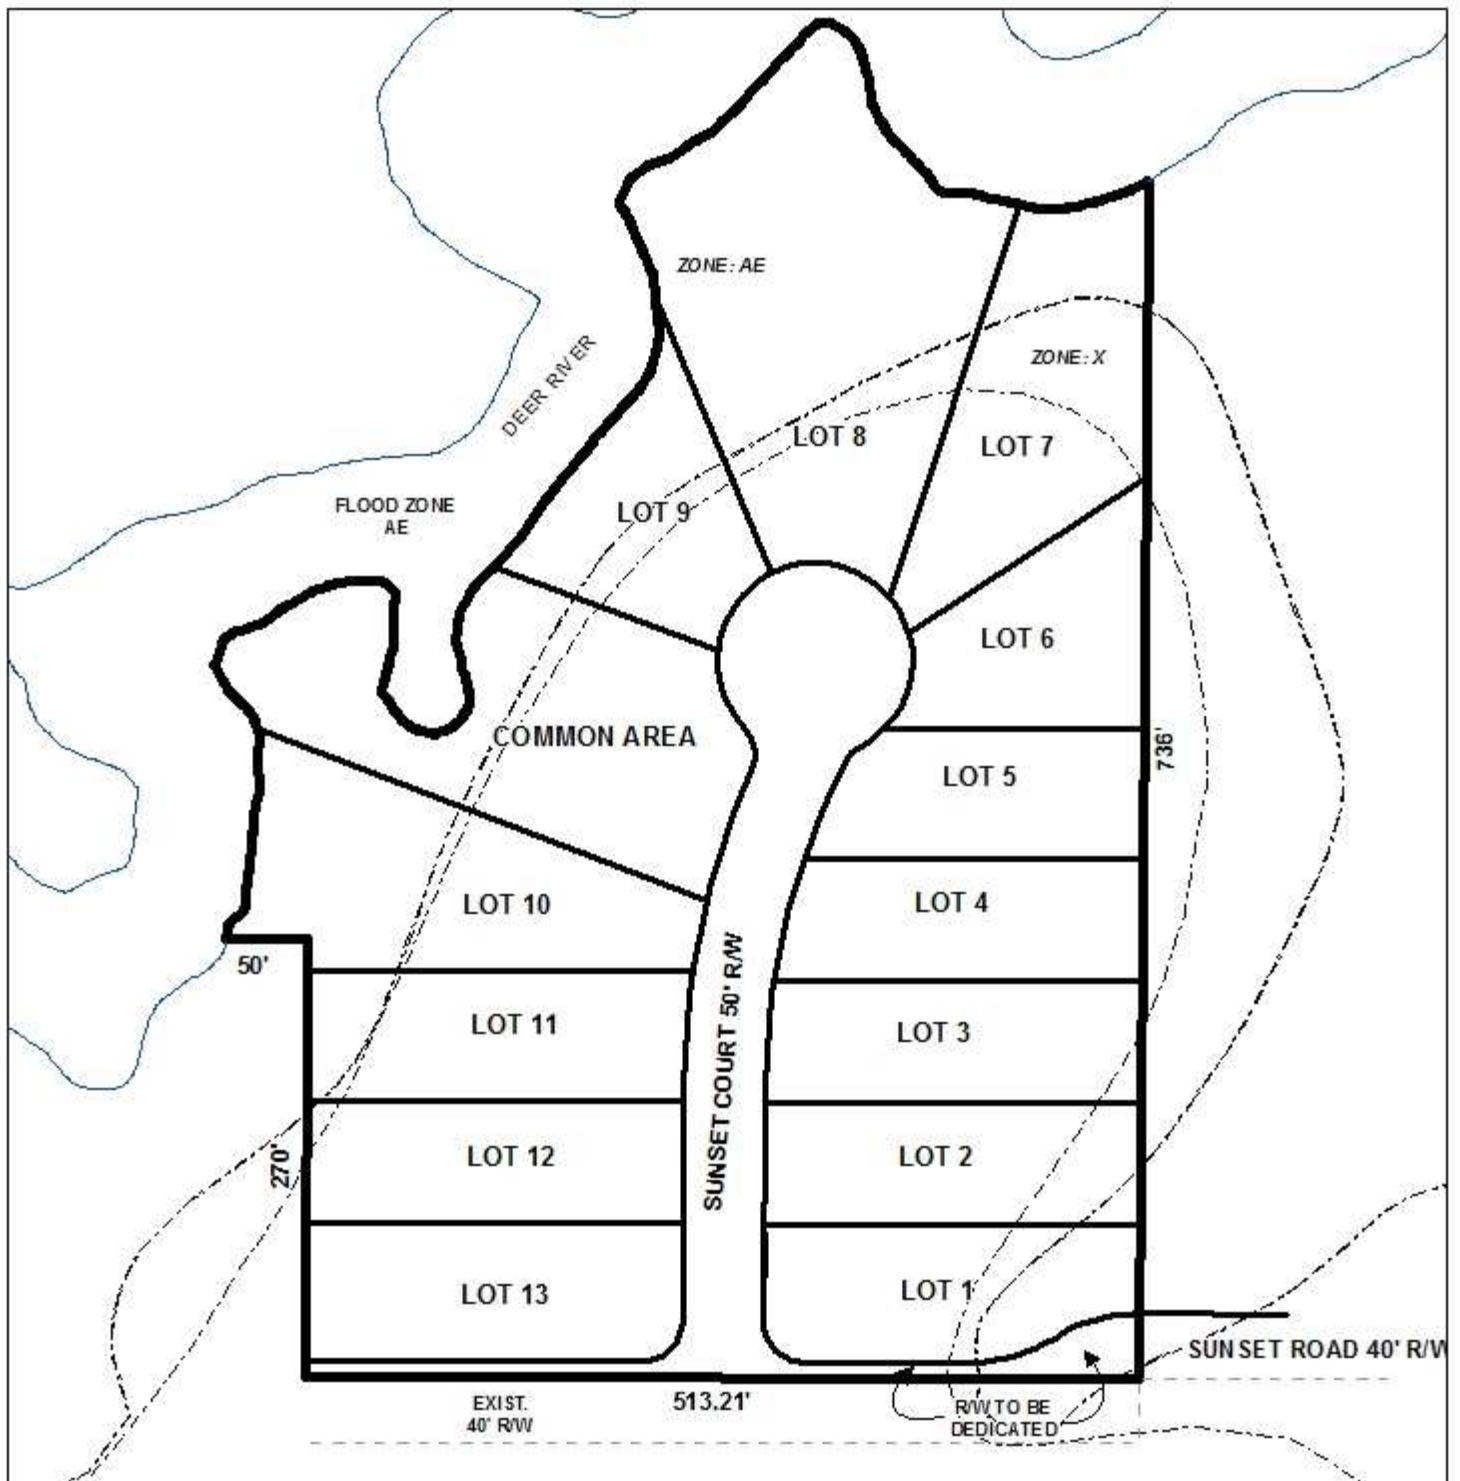 ZONE: AE
ZONE: X
DEER RIVER
LOT 8
LOT 7
LOT 9
FLOOD ZONE
AE
LOT 6
COMMON AREA
736'
LOT 5
LOT 10
LOT 4
50'
SUNSET COURT 50' R/W
LOT 11
LOT 3
270'
LOT 12
LOT 2
LOT 13
LOT 1
SUNSET ROAD 40' R/W
EXIST.
40' R/W
513.21'
R/W TO BE
DEDICATED